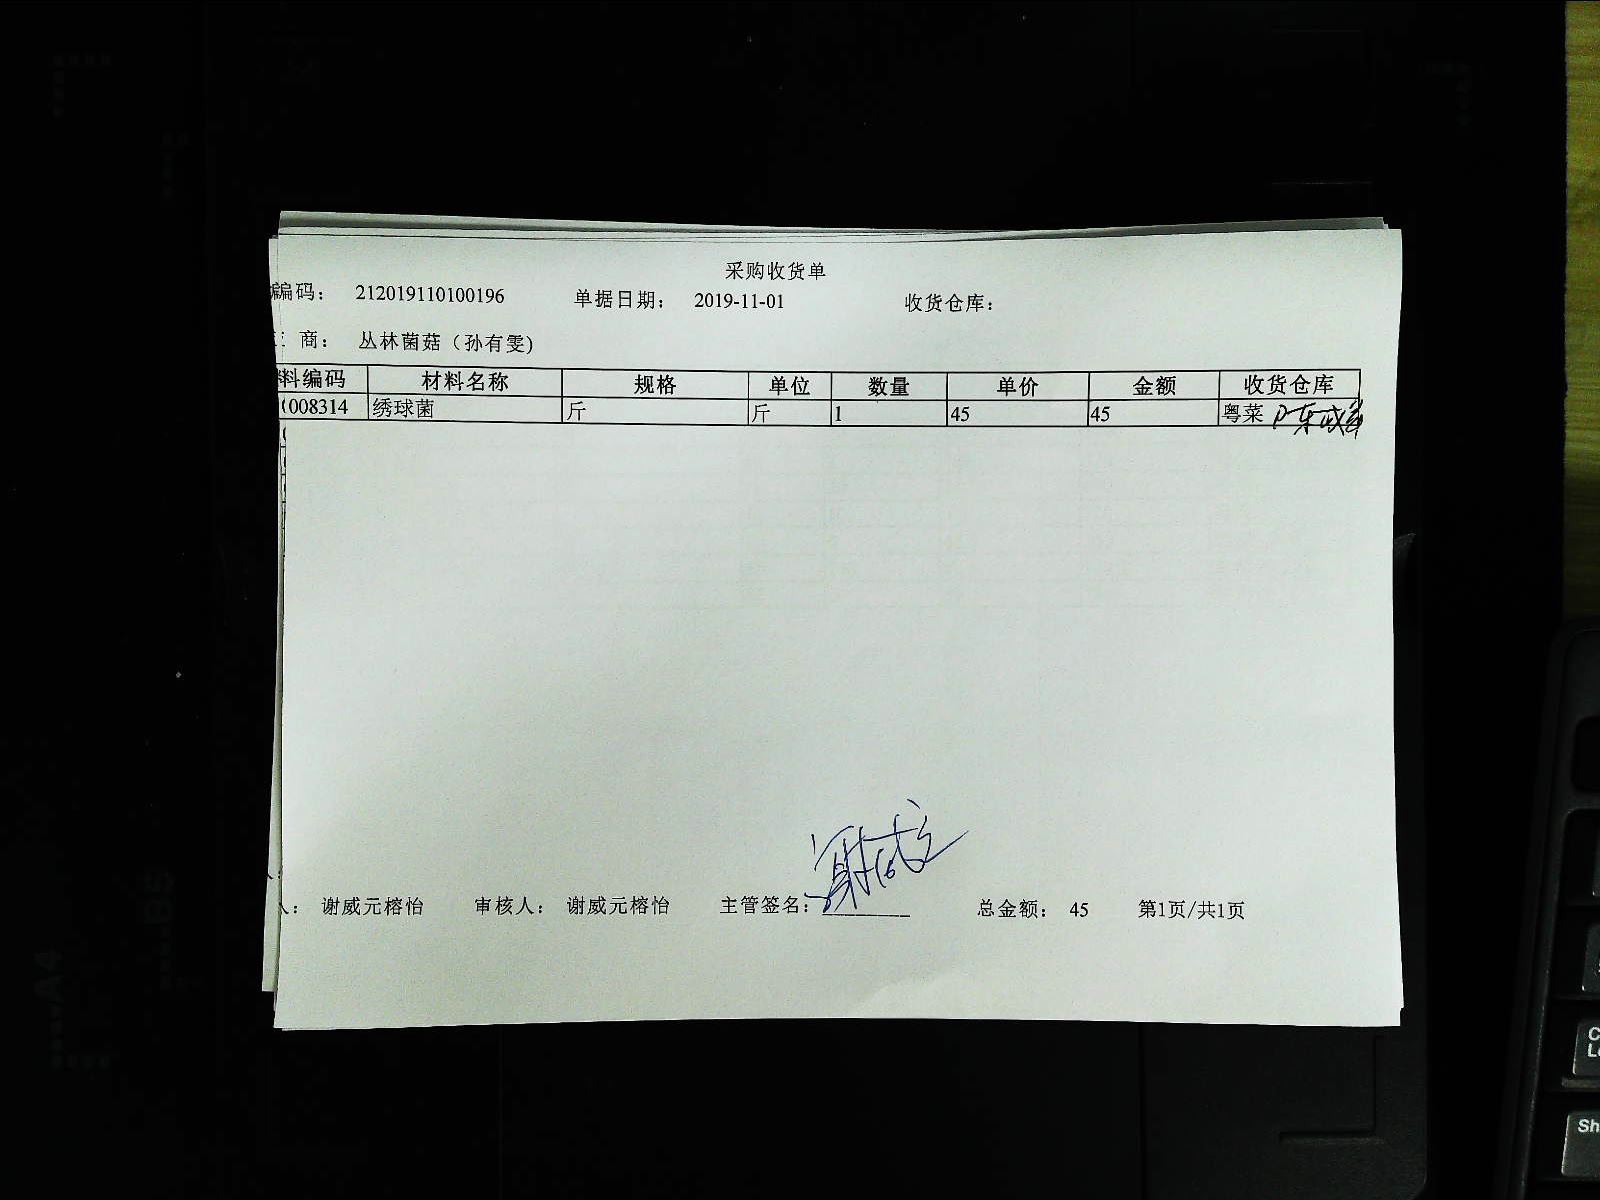 采购收货单
编码： 212019110100196 单据日期： 2019-11-01 收货仓库：
商： 丛林菌菇（孙有雯)
料编码 材料名称 规格 单位 数量 单价 金额 收货仓库
008314 绣球菌 斤 斤 1 45 45 粤菜
人： 谢威元榕怡 审核人： 谢威元榕怡 主管签名： 总金额： 45 第1页/共1页